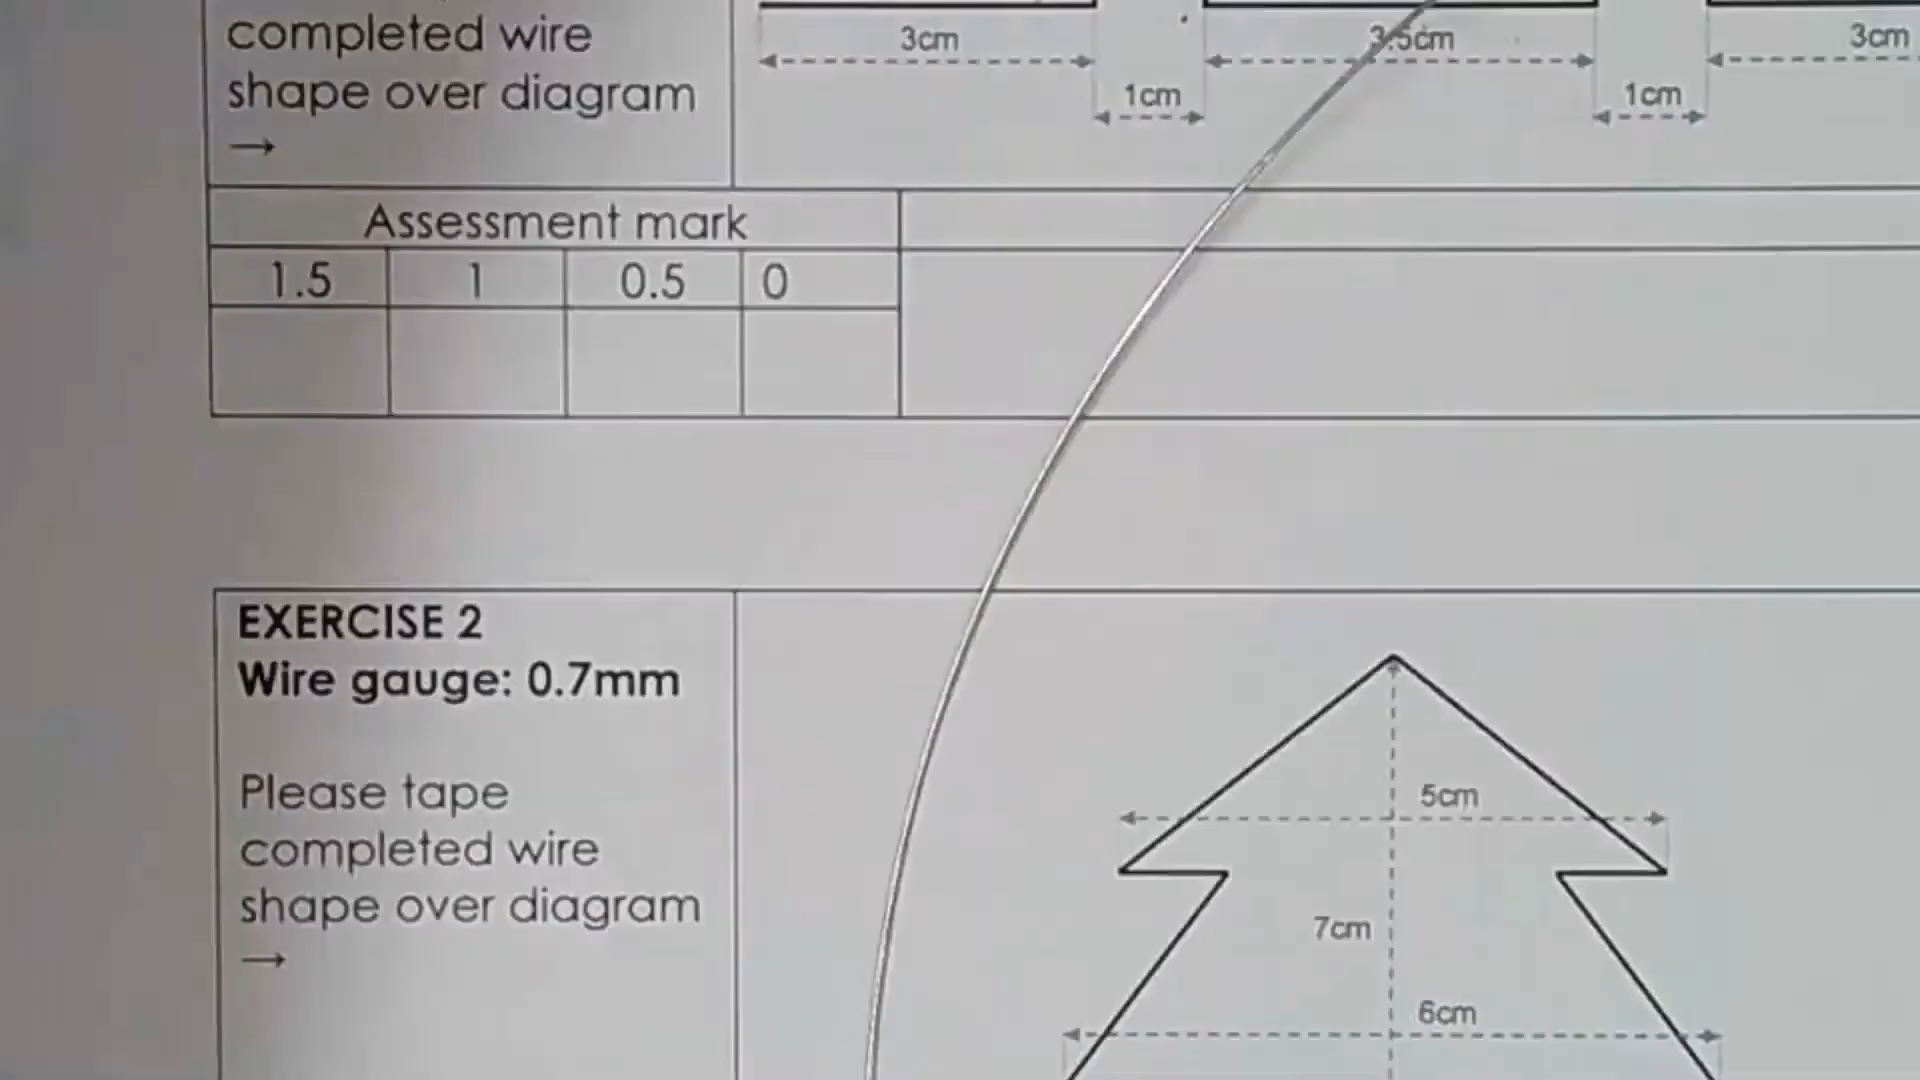 completed wire
shape over diagram
→
3cm
3.5cm
3cm
1cm
1cm
Assessment mark
1.5 1 0.5 0
EXERCISE 2
Wire gauge: 0.7mm
Please tape
completed wire
shape over diagram
→
5cm
7cm
6cm